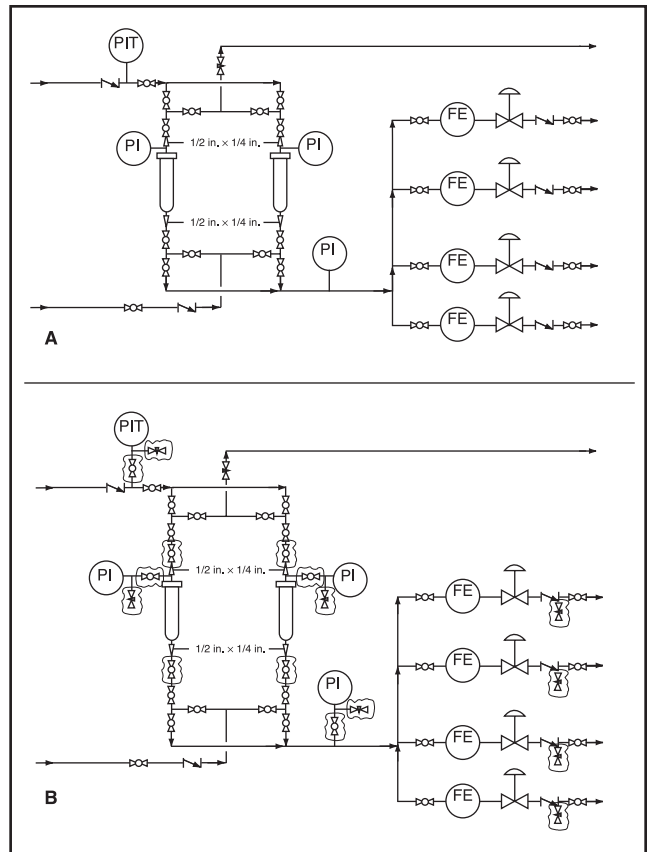 PIT
PI
1/2 in. × 1/4 in.
PI
1/2 in. × 1/4 in.
PI
FE
FE
FE
FE
A
PIT
PI
1/2 in. × 1/4 in.
PI
1/2 in. × 1/4 in.
PI
FE
FE
FE
FE
B